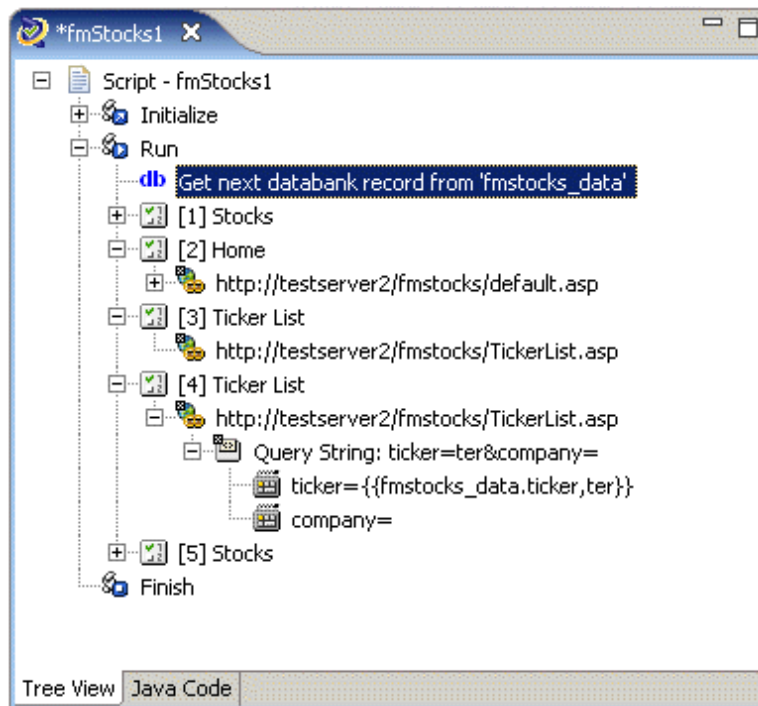 *fmStocks1
Script - fmStocks1
Initialize
Run
db Get next databank record from 'fmstocks_data'
[1] Stocks
[2] Home
http://testserver2/fmstocks/default.asp
[3] Ticker List
http://testserver2/fmstocks/TickerList.asp
[4] Ticker List
http://testserver2/fmstocks/TickerList.asp
Query String: ticker=ter&company=
ticker={{fmstocks_data.ticker,ter}}
company=
[5] Stocks
Finish
Tree View Java Code